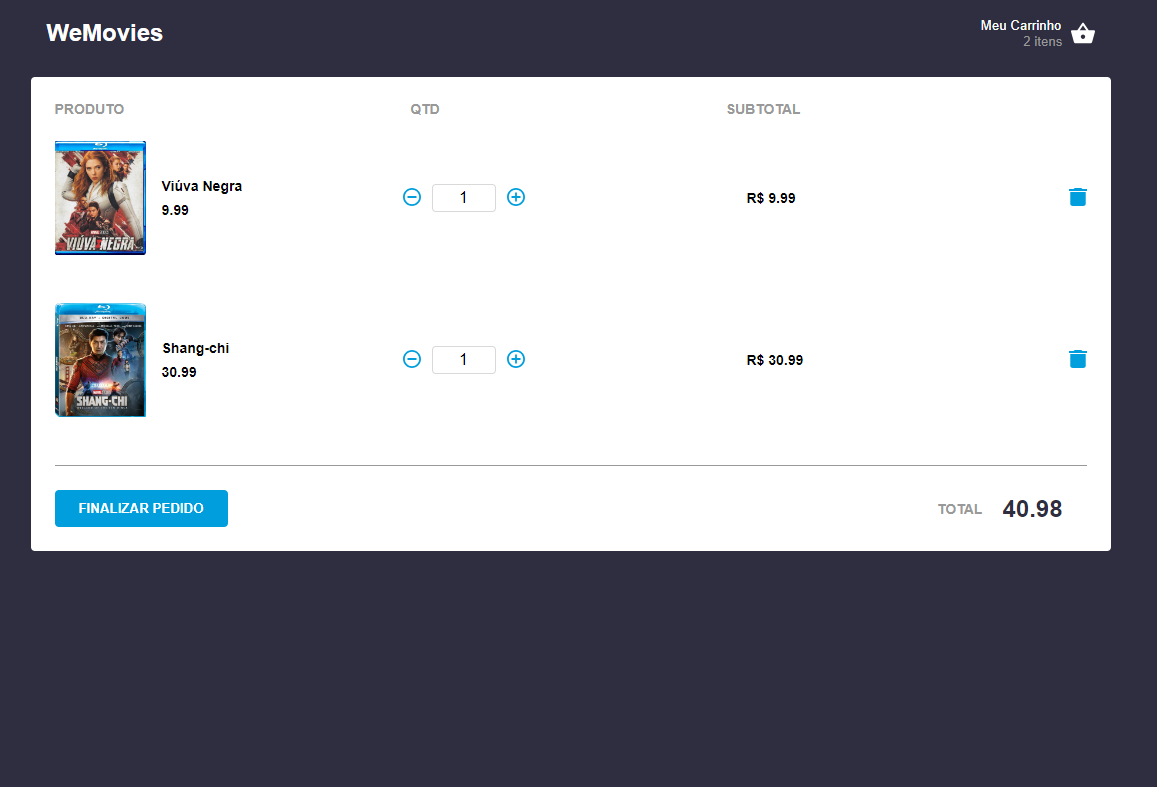 WeMovies
Meu Carrinho
2 itens
PRODUTO QTD SUBTOTAL
VIÚVA NEGRA
Viúva Negra
9.99
1
R$ 9.99
SHANG-CHI
Shang-chi
30.99
1
R$ 30.99
FINALIZAR PEDIDO
TOTAL 40.98